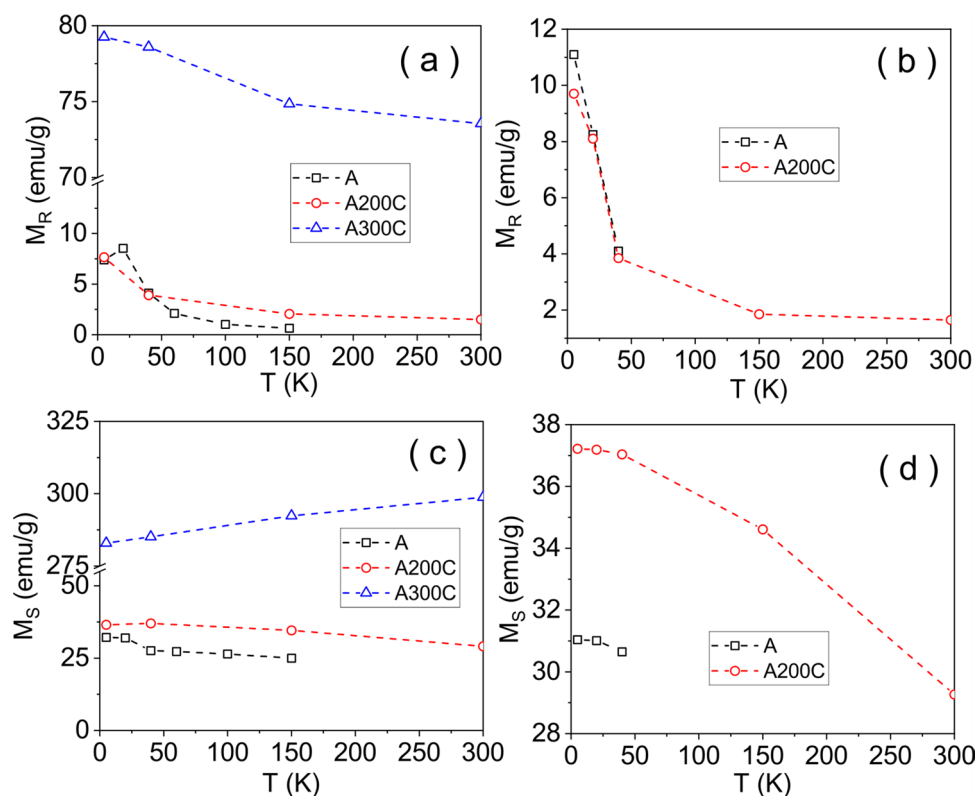 ( a )
80
75
70
10
5
0
M_R (emu/g)
A
A200C
A300C
0 50 100 150 200 250 300
T (K)
( b )
12
10
8
6
4
2
M_R (emu/g)
A
A200C
0 50 100 150 200 250 300
T (K)
( c )
325
300
275
50
25
0
M_S (emu/g)
A
A200C
A300C
0 50 100 150 200 250 300
T (K)
( d )
38
36
34
32
30
28
M_S (emu/g)
A
A200C
0 50 100 150 200 250 300
T (K)